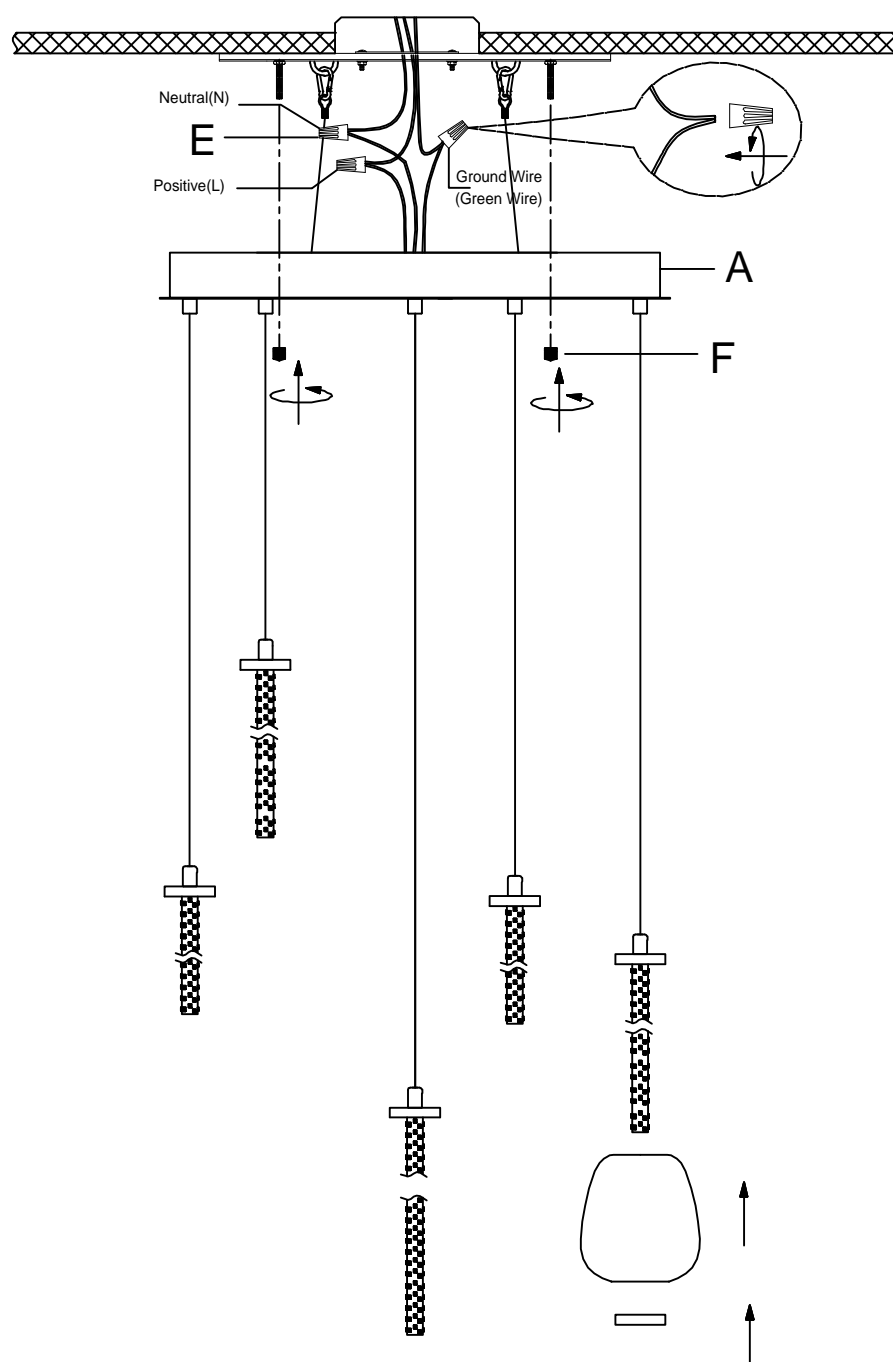 Neutral(N)
E
Positive(L)
Ground Wire
(Green Wire)
A
F